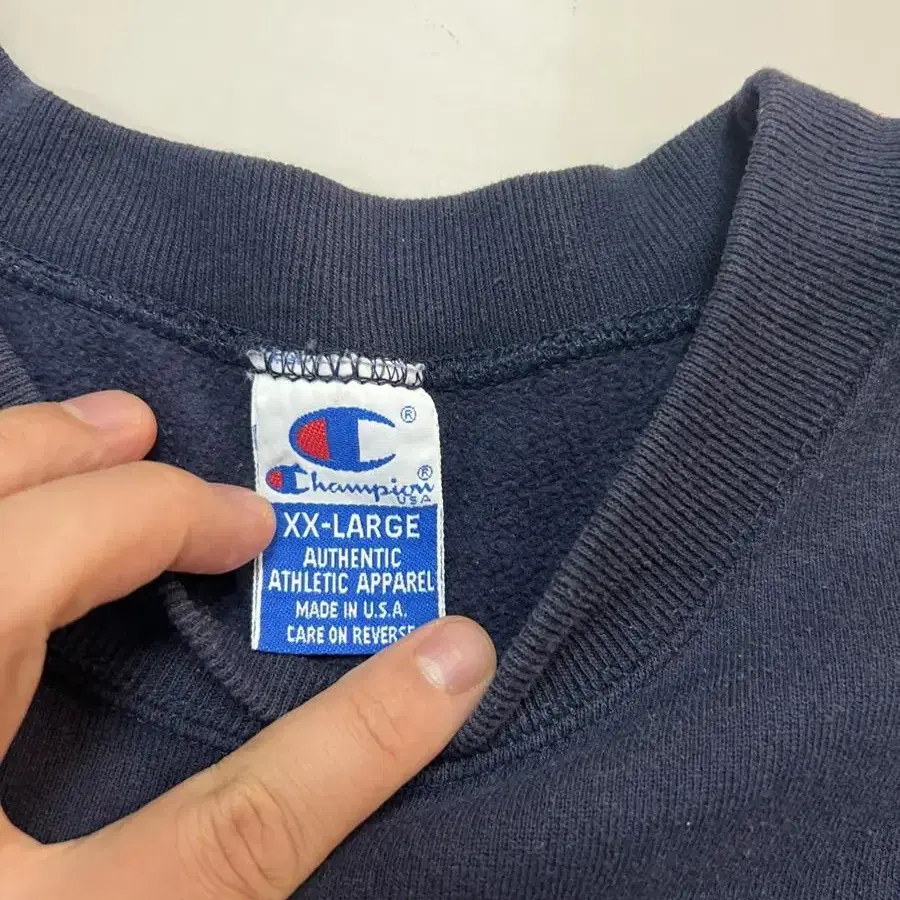 ®
Champion®
USA
XX-LARGE
AUTHENTIC
ATHLETIC APPAREL
MADE IN U.S.A.
CARE ON REVERSE